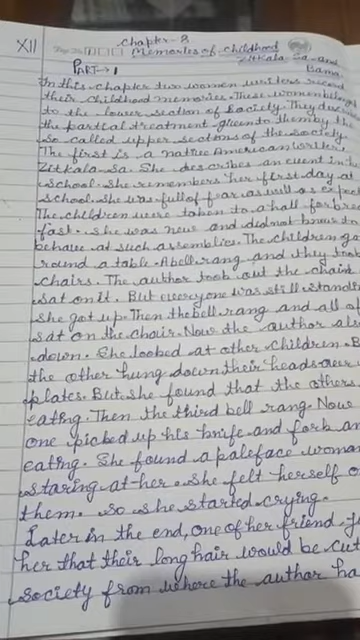 XII
Chapter-8
Memories of Childhood
Zitkala-Sa and
Bama
PART-1
In this chapter two women writers record
their childhood memories. These women belong
to the lower section of Society. They
the partial treatment given to them by the
so called upper sections of the society.
The first is a native American writer
Zitkala-Sa. She describes an event in
school. She remembers her first day at
school. She was full of fear as well as
The children were taken to a hall for
fast. She was new and did not know to
behave at such assemblies. The children
round a table. A bell rang and they took
chairs. The author took out the chair
sat on it. But everyone was still
she got up. Then the bell rang and all of
sat on the chair. Now the author
down. She looked at other children.
the other hung down their heads over
plates. But she found that the others
eating. Then the third bell rang. Now
one picked up his knife and fork
eating. She found a paleface woman
staring at her. She felt herself
them. so she started crying.
Later in the end, one of her friend
her that their long hair would be cut
society from where the author